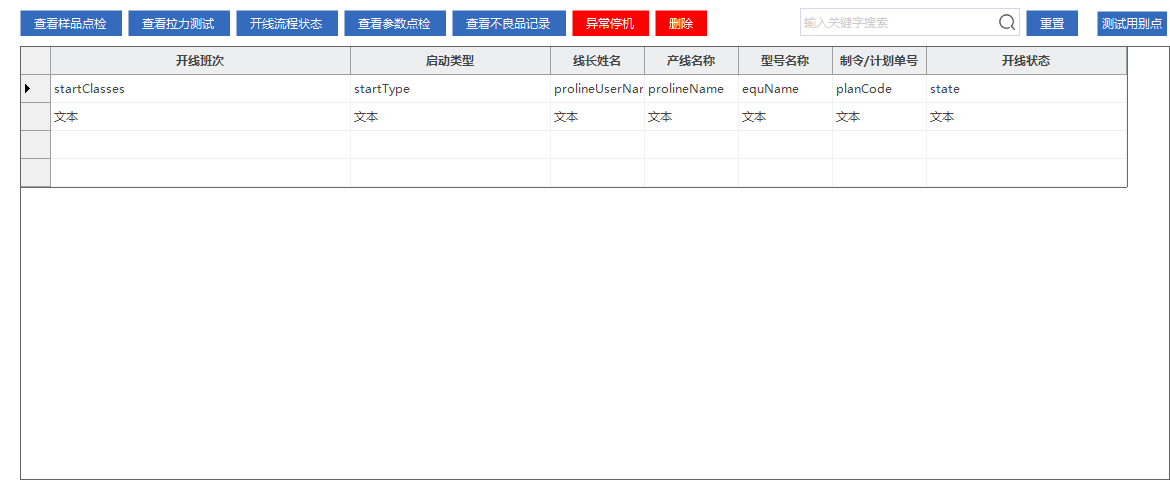 查看样品点检 查看拉力测试 开线流程状态 查看参数点检 查看不良品记录 异常停机 删除 输入关键字搜索 重置 测试用别点
开线班次 启动类型 线长姓名 产线名称 型号名称 制令/计划单号 开线状态
startClasses startType prolineUserNar prolineName equName planCode state
文本 文本 文本 文本 文本 文本 文本